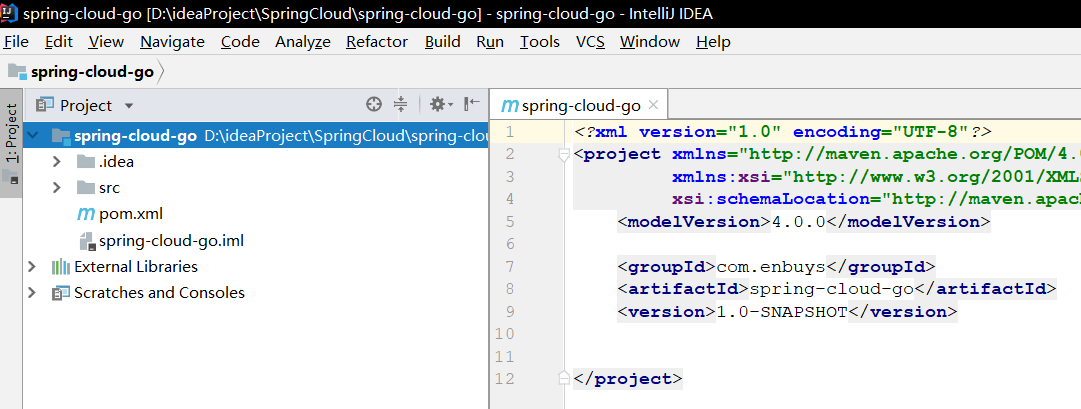 spring-cloud-go [D:\ideaProject\SpringCloud\spring-cloud-go] - spring-cloud-go - IntelliJ IDEA
File Edit View Navigate Code Analyze Refactor Build Run Tools VCS Window Help
spring-cloud-go
1: Project
Project
spring-cloud-go D:\ideaProject\SpringCloud\spring-clou
.idea
src
pom.xml
spring-cloud-go.iml
External Libraries
Scratches and Consoles
spring-cloud-go
1 <?xml version="1.0" encoding="UTF-8"?>
2 <project xmlns="http://maven.apache.org/POM/4.0
3 xmlns:xsi="http://www.w3.org/2001/XMLS
4 xsi:schemaLocation="http://maven.apach
5 <modelVersion>4.0.0</modelVersion>
6
7 <groupId>com.enbuys</groupId>
8 <artifactId>spring-cloud-go</artifactId>
9 <version>1.0-SNAPSHOT</version>
10
11
12 </project>